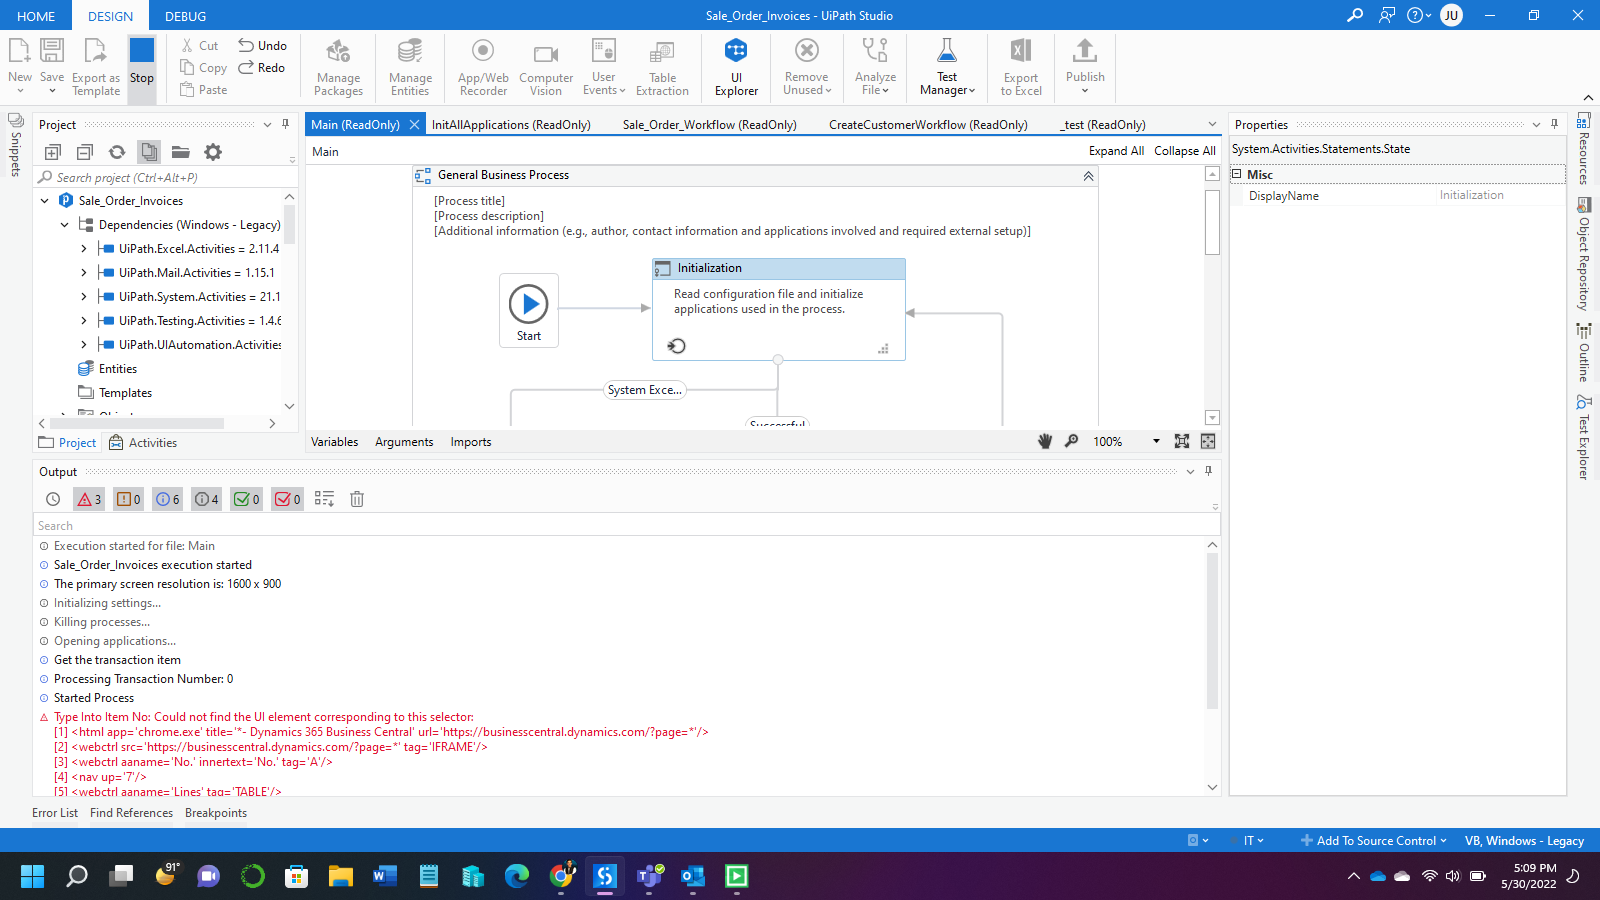 HOME
DESIGN
DEBUG
Sale_Order_Invoices - UiPath Studio
JU
New
Save
Export as
Template
Stop
Cut
Copy
Paste
Undo
Redo
Manage
Packages
Manage
Entities
App/Web
Recorder
Computer
Vision
User
Events
Table
Extraction
UI
Explorer
Remove
Unused
Analyze
File
Test
Manager
Export
to Excel
Publish
Snippets
Project
Search project (Ctrl+Alt+P)
Sale_Order_Invoices
Dependencies (Windows - Legacy)
UiPath.Excel.Activities = 2.11.4
UiPath.Mail.Activities = 1.15.1
UiPath.System.Activities = 21.1
UiPath.Testing.Activities = 1.4.6
UiPath.UIAutomation.Activities
Entities
Templates
Project
Activities
Main (ReadOnly)
InitAllApplications (ReadOnly)
Sale_Order_Workflow (ReadOnly)
CreateCustomerWorkflow (ReadOnly)
_test (ReadOnly)
Main
Expand All
Collapse All
General Business Process
[Process title]
[Process description]
[Additional information (e.g., author, contact information and applications involved and required external setup)]
Start
Initialization
Read configuration file and initialize
applications used in the process.
System Exce...
Successful
Variables
Arguments
Imports
100%
Properties
System.Activities.Statements.State
Misc
DisplayName
Initialization
Resources
Object Repository
Outline
Test Explorer
Output
3
0
6
4
0
0
Search
Execution started for file: Main
Sale_Order_Invoices execution started
The primary screen resolution is: 1600 x 900
Initializing settings...
Killing processes...
Opening applications...
Get the transaction item
Processing Transaction Number: 0
Started Process
Type Into Item No: Could not find the UI element corresponding to this selector:
[1] <html app='chrome.exe' title='*- Dynamics 365 Business Central' url='https://businesscentral.dynamics.com/?page=*'/>
[2] <webctrl src='https://businesscentral.dynamics.com/?page=*' tag='IFRAME'/>
[3] <webctrl aaname='No.' innertext='No.' tag='A'/>
[4] <nav up='7'/>
[5] <webctrl aaname='Lines' tag='TABLE'/>
Error List
Find References
Breakpoints
IT
Add To Source Control
VB, Windows - Legacy
91°
5:09 PM
5/30/2022